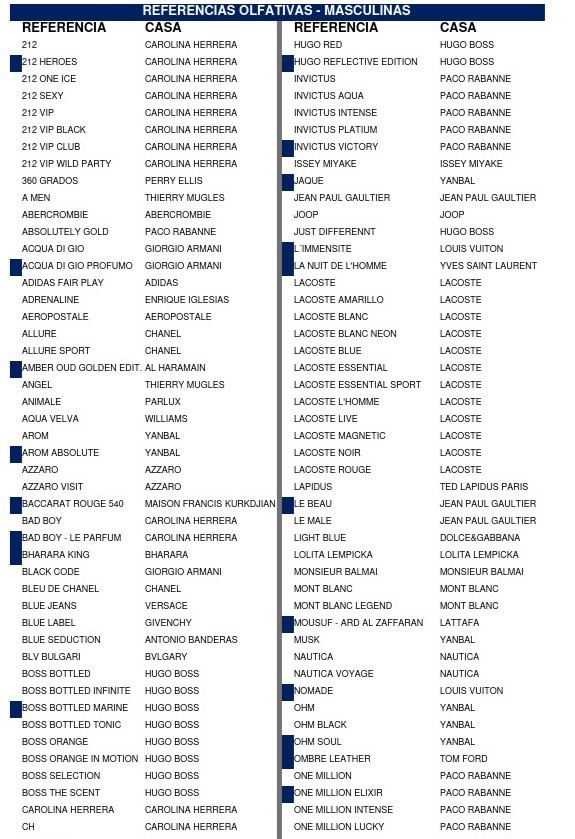 REFERENCIAS OLFATIVAS - MASCULINAS
REFERENCIA CASA REFERENCIA CASA
212 CAROLINA HERRERA HUGO RED HUGO BOSS
212 HEROES CAROLINA HERRERA HUGO REFLECTIVE EDITION HUGO BOSS
212 ONE ICE CAROLINA HERRERA INVICTUS PACO RABANNE
212 SEXY CAROLINA HERRERA INVICTUS AQUA PACO RABANNE
212 VIP CAROLINA HERRERA INVICTUS INTENSE PACO RABANNE
212 VIP BLACK CAROLINA HERRERA INVICTUS PLATIUM PACO RABANNE
212 VIP CLUB CAROLINA HERRERA INVICTUS VICTORY PACO RABANNE
212 VIP WILD PARTY CAROLINA HERRERA ISSEY MIYAKE ISSEY MIYAKE
360 GRADOS PERRY ELLIS JAQUE YANBAL
A MEN THIERRY MUGLES JEAN PAUL GAULTIER JEAN PAUL GAULTIER
ABERCROMBIE ABERCROMBIE JOOP JOOP
ABSOLUTELY GOLD PACO RABANNE JUST DIFFERENNT HUGO BOSS
ACQUA DI GIO GIORGIO ARMANI L´IMMENSITE LOUIS VUITON
ACQUA DI GIO PROFUMO GIORGIO ARMANI LA NUIT DE L'HOMME YVES SAINT LAURENT
ADIDAS FAIR PLAY ADIDAS LACOSTE LACOSTE
ADRENALINE ENRIQUE IGLESIAS LACOSTE AMARILLO LACOSTE
AEROPOSTALE AEROPOSTALE LACOSTE BLANC LACOSTE
ALLURE CHANEL LACOSTE BLANC NEON LACOSTE
ALLURE SPORT CHANEL LACOSTE BLUE LACOSTE
AMBER OUD GOLDEN EDIT. AL HARAMAIN LACOSTE ESSENTIAL LACOSTE
ANGEL THIERRY MUGLES LACOSTE ESSENTIAL SPORT LACOSTE
ANIMALE PARLUX LACOSTE L'HOMME LACOSTE
AQUA VELVA WILLIAMS LACOSTE LIVE LACOSTE
AROM YANBAL LACOSTE MAGNETIC LACOSTE
AROM ABSOLUTE YANBAL LACOSTE NOIR LACOSTE
AZZARO AZZARO LACOSTE ROUGE LACOSTE
AZZARO VISIT AZZARO LAPIDUS TED LAPIDUS PARIS
BACCARAT ROUGE 540 MAISON FRANCIS KURKDJIAN LE BEAU JEAN PAUL GAULTIER
BAD BOY CAROLINA HERRERA LE MALE JEAN PAUL GAULTIER
BAD BOY - LE PARFUM CAROLINA HERRERA LIGHT BLUE DOLCE&GABBANA
BHARARA KING BHARARA LOLITA LEMPICKA LOLITA LEMPICKA
BLACK CODE GIORGIO ARMANI MONSIEUR BALMAI MONSIEUR BALMAI
BLEU DE CHANEL CHANEL MONT BLANC MONT BLANC
BLUE JEANS VERSACE MONT BLANC LEGEND MONT BLANC
BLUE LABEL GIVENCHY MOUSUF - ARD AL ZAFFARAN LATTAFA
BLUE SEDUCTION ANTONIO BANDERAS MUSK YANBAL
BLV BULGARI BVLGARY NAUTICA NAUTICA
BOSS BOTTLED HUGO BOSS NAUTICA VOYAGE NAUTICA
BOSS BOTTLED INFINITE HUGO BOSS NOMADE LOUIS VUITON
BOSS BOTTLED MARINE HUGO BOSS OHM YANBAL
BOSS BOTTLED TONIC HUGO BOSS OHM BLACK YANBAL
BOSS ORANGE HUGO BOSS OHM SOUL YANBAL
BOSS ORANGE IN MOTION HUGO BOSS OMBRE LEATHER TOM FORD
BOSS SELECTION HUGO BOSS ONE MILLION PACO RABANNE
BOSS THE SCENT HUGO BOSS ONE MILLION ELIXIR PACO RABANNE
CAROLINA HERRERA CAROLINA HERRERA ONE MILLION INTENSE PACO RABANNE
CH CAROLINA HERRERA ONE MILLION LUCKY PACO RABANNE